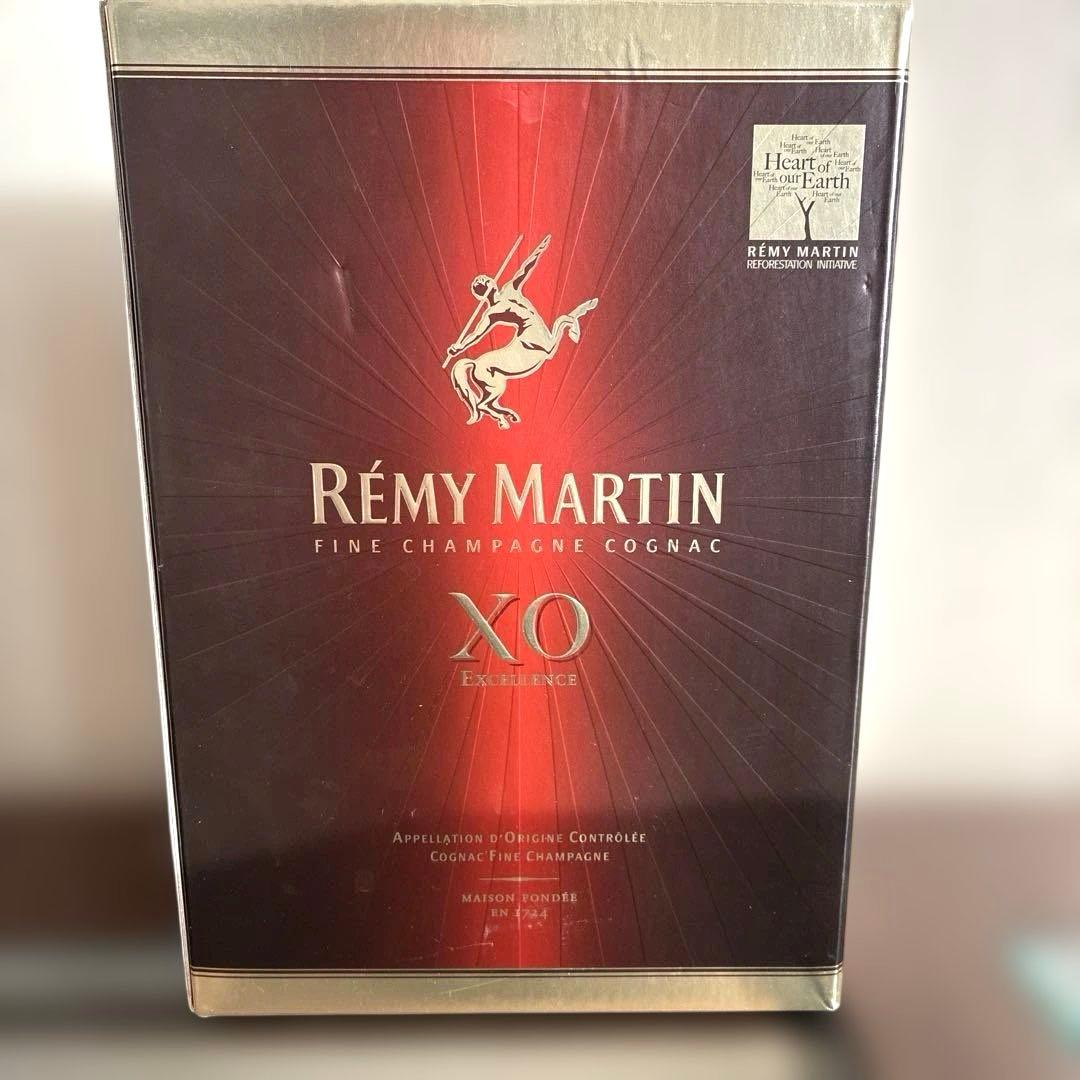 Heart of
our Earth
RÉMY MARTIN
REFORESTATION INITIATIVE
RÉMY MARTIN
FINE CHAMPAGNE COGNAC
XO
EXCELLENCE
APPELLATION D'ORIGINE CONTRÔLÉE
COGNAC FINE CHAMPAGNE
MAISON FONDÉE
EN 1724